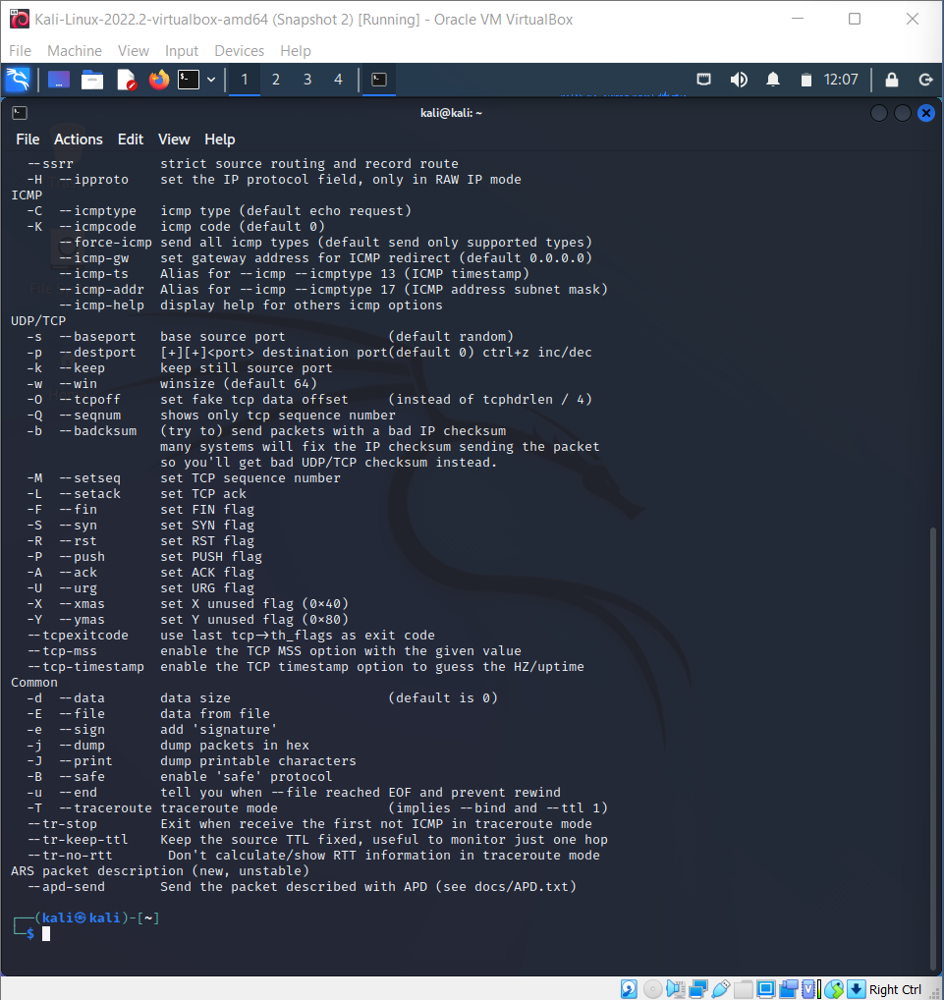 Kali-Linux-2022.2-virtualbox-amd64 (Snapshot 2) [Running] - Oracle VM VirtualBox
File Machine View Input Devices Help
1 2 3 4 12:07
kali@kali: ~
File Actions Edit View Help
  --ssrr           strict source routing and record route
  -H  --ipproto    set the IP protocol field, only in RAW IP mode
ICMP
  -C  --icmptype   icmp type (default echo request)
  -K  --icmpcode   icmp code (default 0)
      --force-icmp send all icmp types (default send only supported types)
      --icmp-gw    set gateway address for ICMP redirect (default 0.0.0.0)
      --icmp-ts    Alias for --icmp --icmptype 13 (ICMP timestamp)
      --icmp-addr  Alias for --icmp --icmptype 17 (ICMP address subnet mask)
      --icmp-help  display help for others icmp options
UDP/TCP
  -s  --baseport   base source port             (default random)
  -p  --destport   [+][+]<port> destination port(default 0) ctrl+z inc/dec
  -k  --keep       keep still source port
  -w  --win        winsize (default 64)
  -O  --tcpoff     set fake tcp data offset     (instead of tcphdrlen / 4)
  -Q  --seqnum     shows only tcp sequence number
  -b  --badcksum   (try to) send packets with a bad IP checksum
                   many systems will fix the IP checksum sending the packet
                   so you'll get bad UDP/TCP checksum instead.
  -M  --setseq     set TCP sequence number
  -L  --setack     set TCP ack
  -F  --fin        set FIN flag
  -S  --syn        set SYN flag
  -R  --rst        set RST flag
  -P  --push       set PUSH flag
  -A  --ack        set ACK flag
  -U  --urg        set URG flag
  -X  --xmas       set X unused flag (0×40)
  -Y  --ymas       set Y unused flag (0×80)
  --tcpexitcode    use last tcp→th_flags as exit code
  --tcp-mss        enable the TCP MSS option with the given value
  --tcp-timestamp  enable the TCP timestamp option to guess the HZ/uptime
Common
  -d  --data       data size                    (default is 0)
  -E  --file       data from file
  -e  --sign       add 'signature'
  -j  --dump       dump packets in hex
  -J  --print      dump printable characters
  -B  --safe       enable 'safe' protocol
  -u  --end        tell you when --file reached EOF and prevent rewind
  -T  --traceroute traceroute mode              (implies --bind and --ttl 1)
  --tr-stop        Exit when receive the first not ICMP in traceroute mode
  --tr-keep-ttl    Keep the source TTL fixed, useful to monitor just one hop
  --tr-no-rtt       Don't calculate/show RTT information in traceroute mode
ARS packet description (new, unstable)
  --apd-send       Send the packet described with APD (see docs/APD.txt)
┌──(kali㉿kali)-[~]
└─$
Right Ctrl